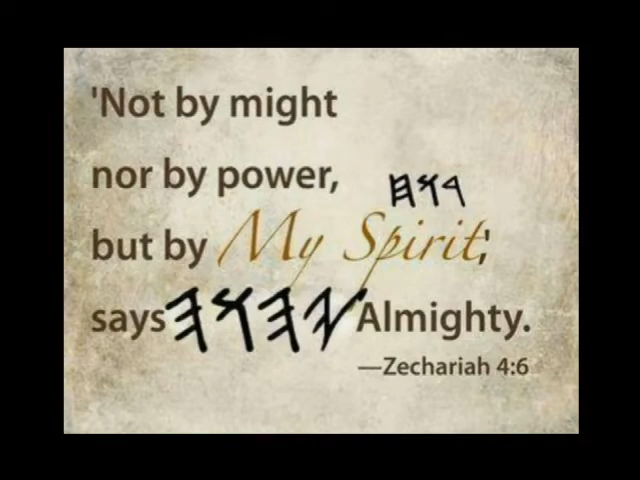 'Not by might
nor by power,
𐤓𐤅𐤇
but by My Spirit,'
says 𐤉𐤄𐤅𐤄 Almighty.
—Zechariah 4:6